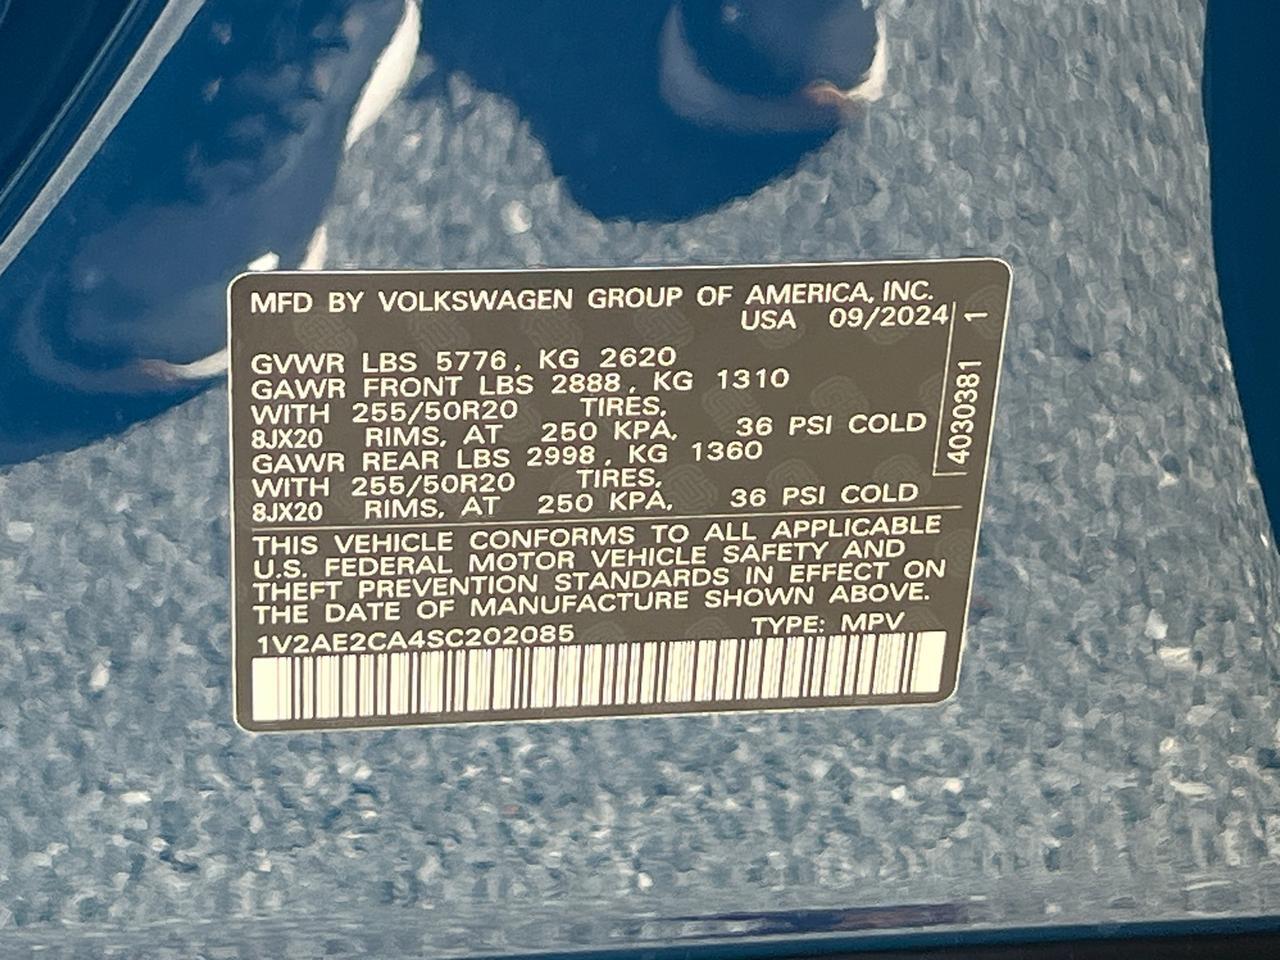 MFD BY VOLKSWAGEN GROUP OF AMERICA, INC.
USA 09/2024
GVWR LBS 5776, KG 2620
GAWR FRONT LBS 2888, KG 1310
WITH 255/50R20 TIRES,
8JX20 RIMS, AT 250 KPA, 36 PSI COLD
GAWR REAR LBS 2998, KG 1360
WITH 255/50R20 TIRES,
8JX20 RIMS, AT 250 KPA, 36 PSI COLD
THIS VEHICLE CONFORMS TO ALL APPLICABLE
U.S. FEDERAL MOTOR VEHICLE SAFETY AND
THEFT PREVENTION STANDARDS IN EFFECT ON
THE DATE OF MANUFACTURE SHOWN ABOVE.
1V2AE2CA4SC202085 TYPE: MPV
4030381 1